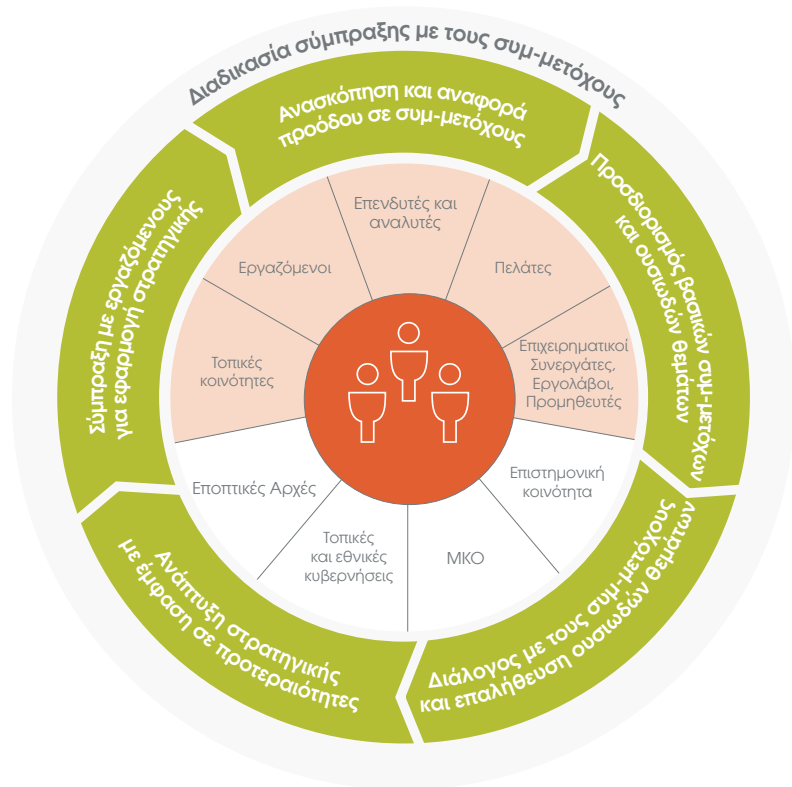 Διαδικασία σύμπραξης με τους συμ-μετόχους
Ανασκόπηση και αναφορά
προόδου σε συμ-μετόχους
Προσδιορισμός βασικών συμ-μετόχων
και ουσιωδών θεμάτων
Διάλογος με τους συμ-μετόχους
και επαλήθευση ουσιωδών θεμάτων
Ανάπτυξη στρατηγικής
με έμφαση σε προτεραιότητες
Σύμπραξη με εργαζόμενους
για εφαρμογή στρατηγικής
Επενδυτές και
αναλυτές
Πελάτες
Επιχειρηματικοί
Συνεργάτες,
Εργολάβοι,
Προμηθευτές
Επιστημονική
κοινότητα
ΜΚΟ
Τοπικές
και εθνικές
κυβερνήσεις
Εποπτικές Αρχές
Τοπικές
κοινότητες
Εργαζόμενοι